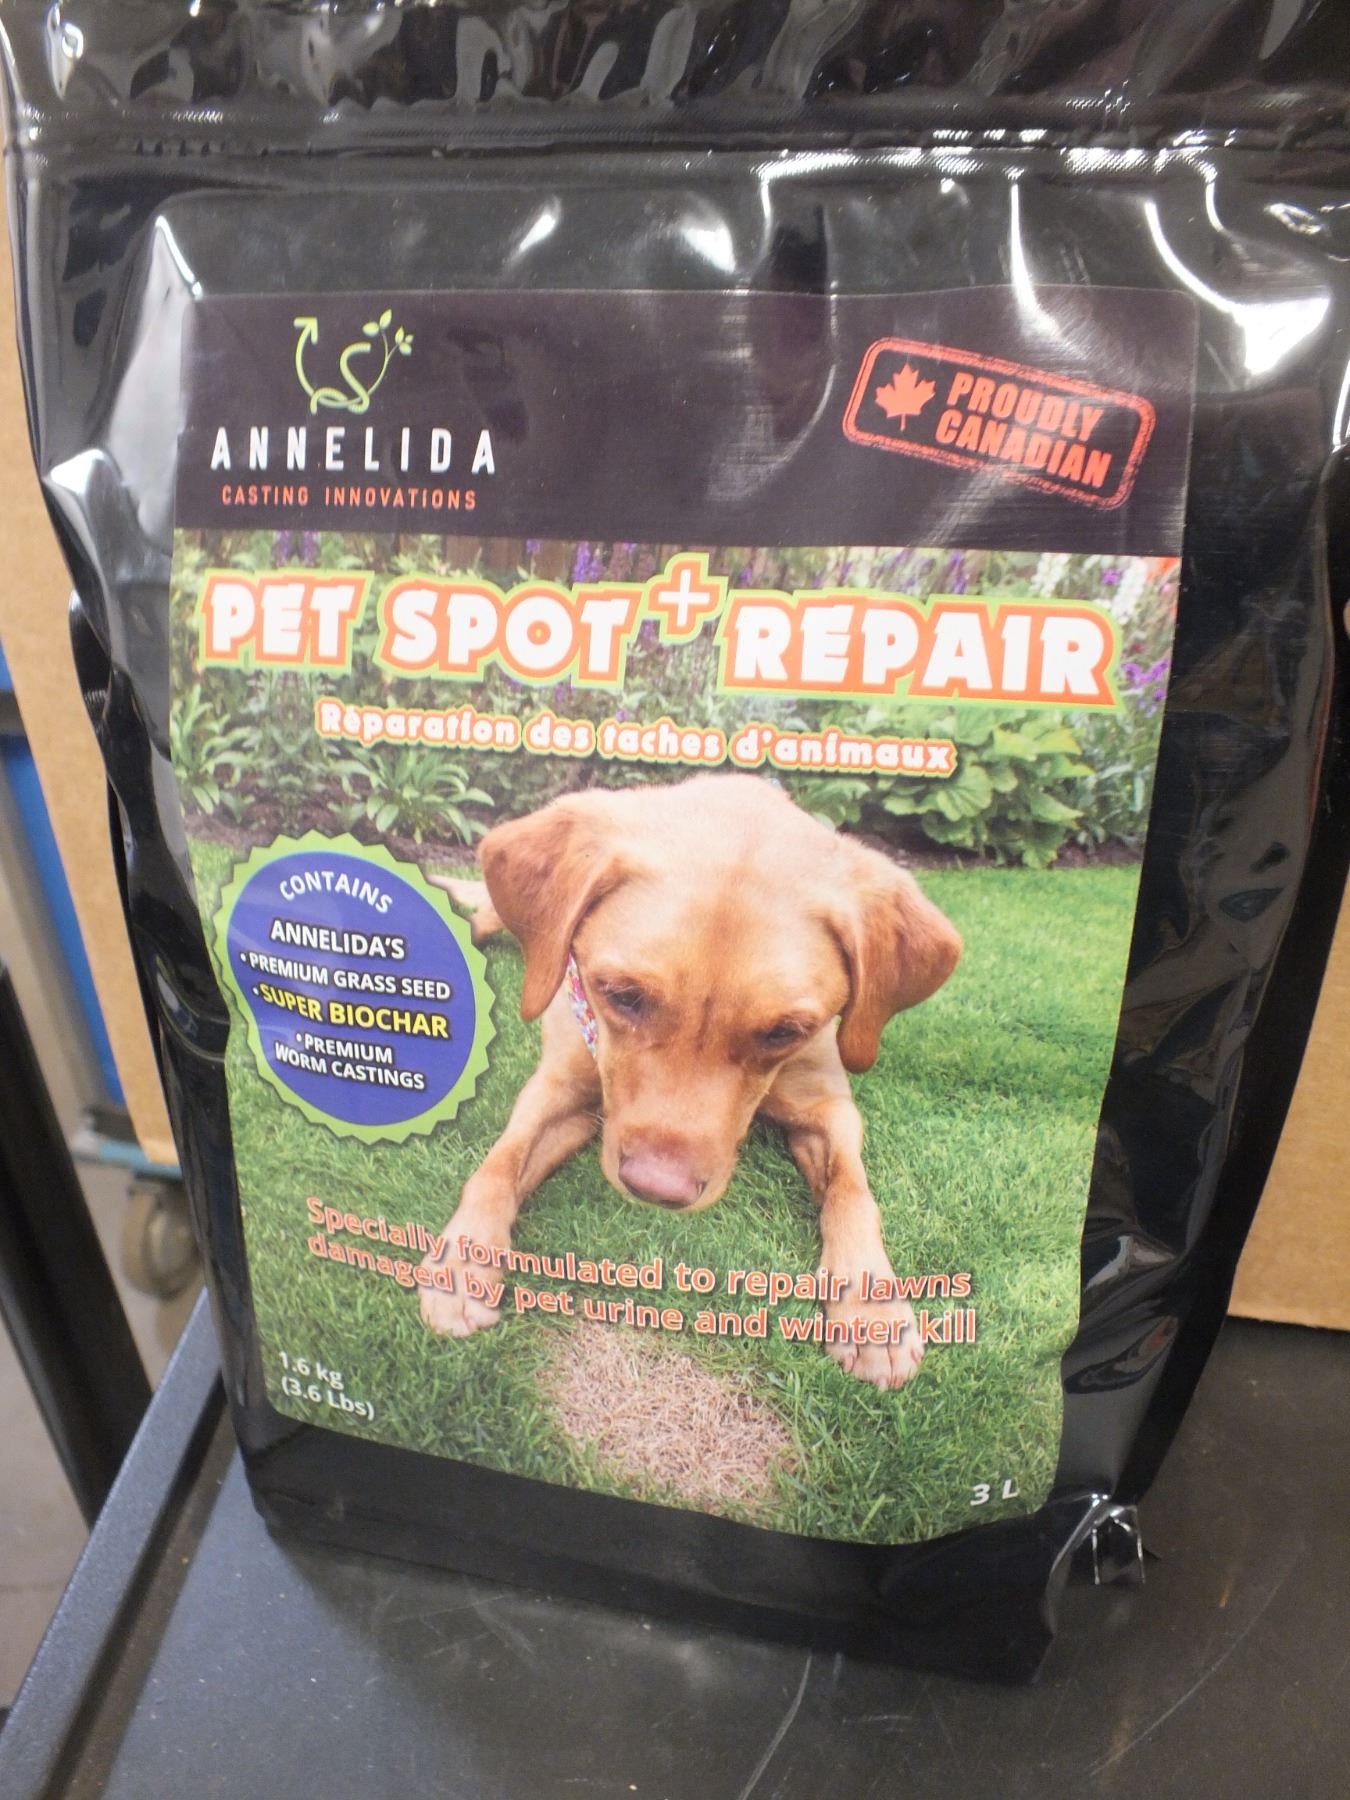 ANNELIDA
CASTING INNOVATIONS
PROUDLY
CANADIAN
PET SPOT + REPAIR
Réparation des taches d'animaux
CONTAINS
ANNELIDA'S
• PREMIUM GRASS SEED
• SUPER BIOCHAR
• PREMIUM
WORM CASTINGS
Specially formulated to repair lawns
damaged by pet urine and winter kill
1.6 kg
(3.6 Lbs)
3 L